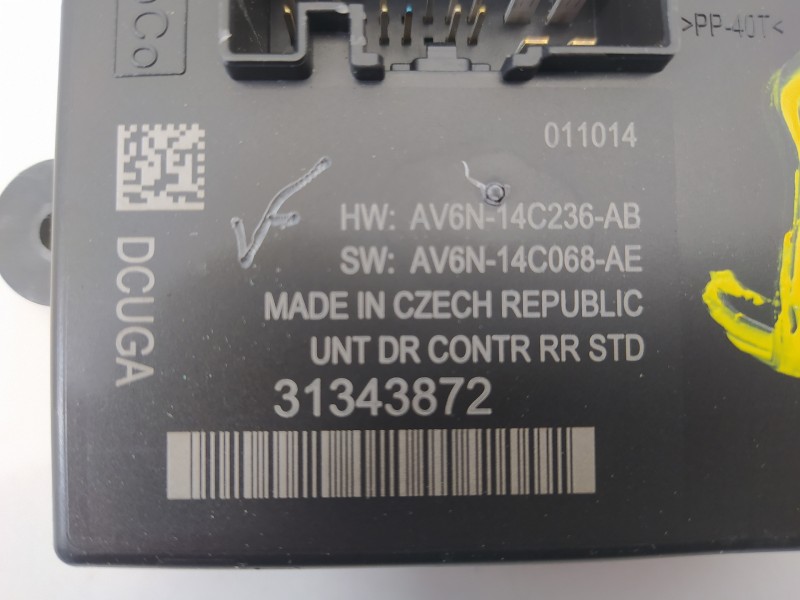 >PP-40T<
011014
HW: AV6N-14C236-AB
SW: AV6N-14C068-AE
MADE IN CZECH REPUBLIC
UNT DR CONTR RR STD
31343872
DCUGA